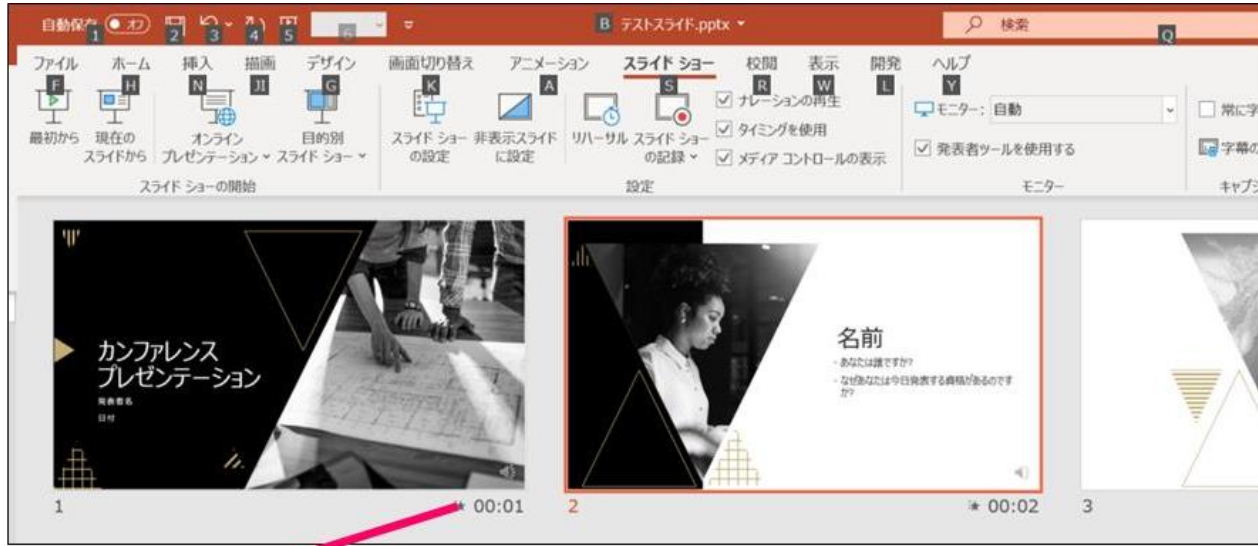 自動保存 オフ
1 2 3 4 5 6
B テストスライド.pptx
検索
Q
ファイル ホーム 挿入 描画 デザイン 画面切り替え アニメーション スライド ショー 校閲 表示 開発 ヘルプ
F H N JI G K A S R W L Y
最初から
現在の
スライドから
オンライン
プレゼンテーション
目的別
スライド ショー
スライド ショーの開始
スライド ショー
の設定
非表示スライド
に設定
リハーサル
スライド ショー
の記録
ナレーションの再生
タイミングを使用
メディア コントロールの表示
設定
モニター: 自動
発表者ツールを使用する
モニター
常に字
字幕の
キャプシ
カンファレンス
プレゼンテーション
発表者名
日付
1 00:01
名前
・あなたは誰ですか?
・なぜあなたは今日発表する資格があるのです
か?
2 00:02
3